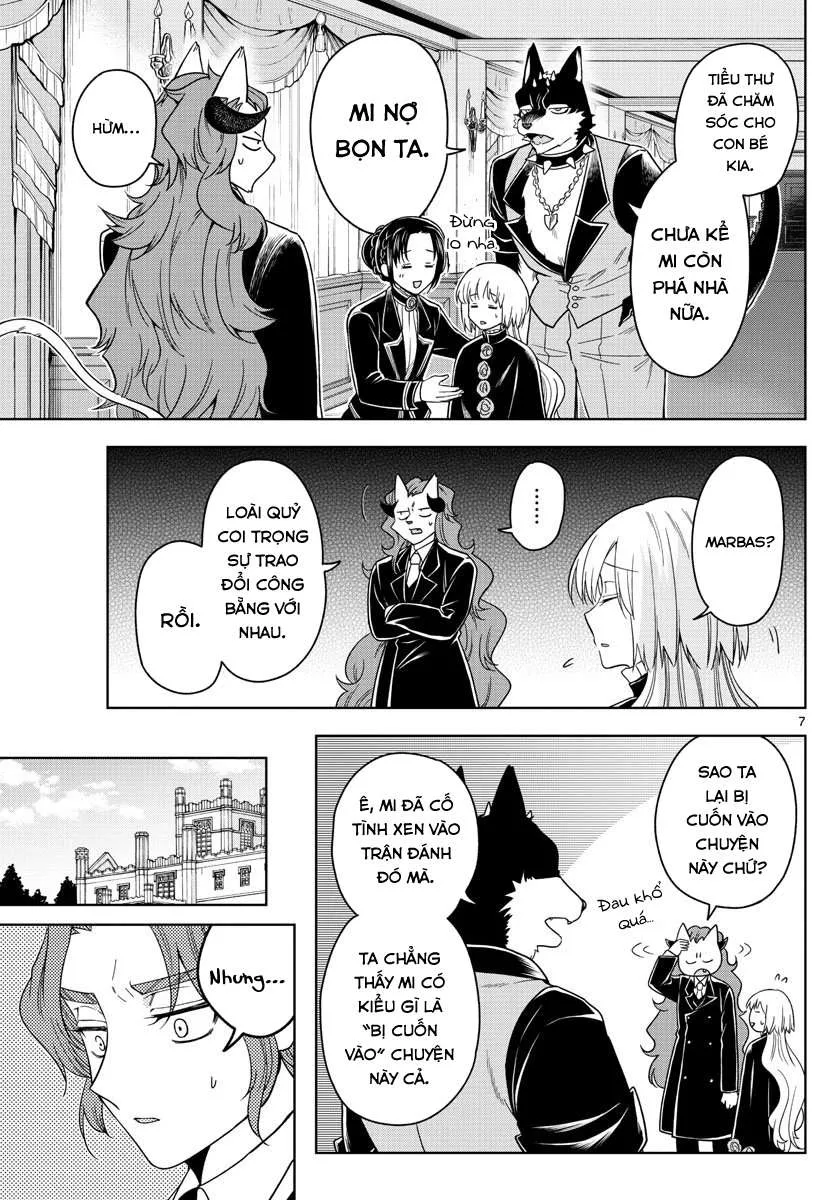 TIỂU THƯ
ĐÃ CHĂM
SÓC CHO
CON BÉ
KIA.
CHƯA KỂ
MI CÒN
PHÁ NHÀ
NỮA.
MI NỢ
BỌN TA.
Đừng
lo nha.
HỪM...
MARBAS?
......
LOÀI QUỶ
COI TRỌNG
SỰ TRAO
ĐỔI CÔNG
BẰNG VỚI
NHAU.
RỒI.
7
SAO TA
LẠI BỊ
CUỐN VÀO
CHUYỆN
NÀY CHỨ?
Đau khổ
quá...
Ê, MI ĐÃ CỐ
TÌNH XEN VÀO
TRẬN ĐÁNH
ĐÓ MÀ.
TA CHẲNG
THẤY MI CÓ
KIỂU GÌ LÀ
"BỊ CUỐN
VÀO" CHUYỆN
NÀY CẢ.
Nhưng...